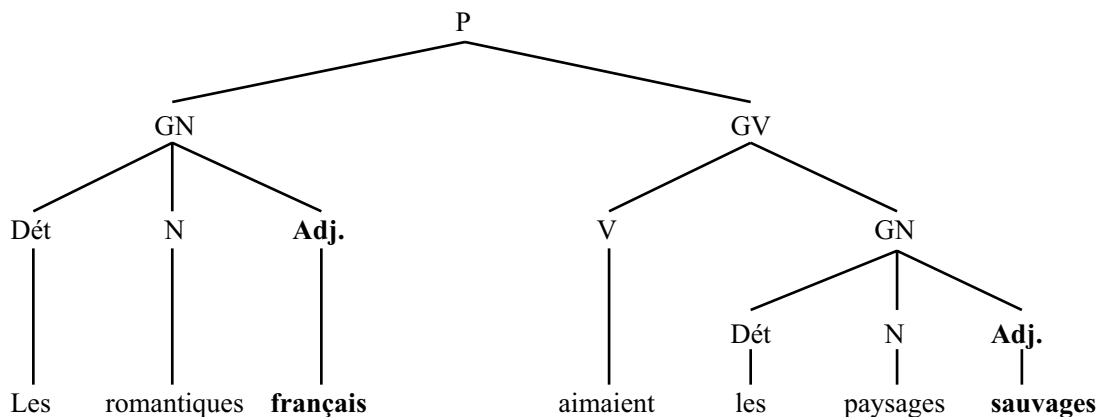 P
GN GV
Dét N Adj. V GN
Dét N Adj.
Les romantiques français aimaient les paysages sauvages